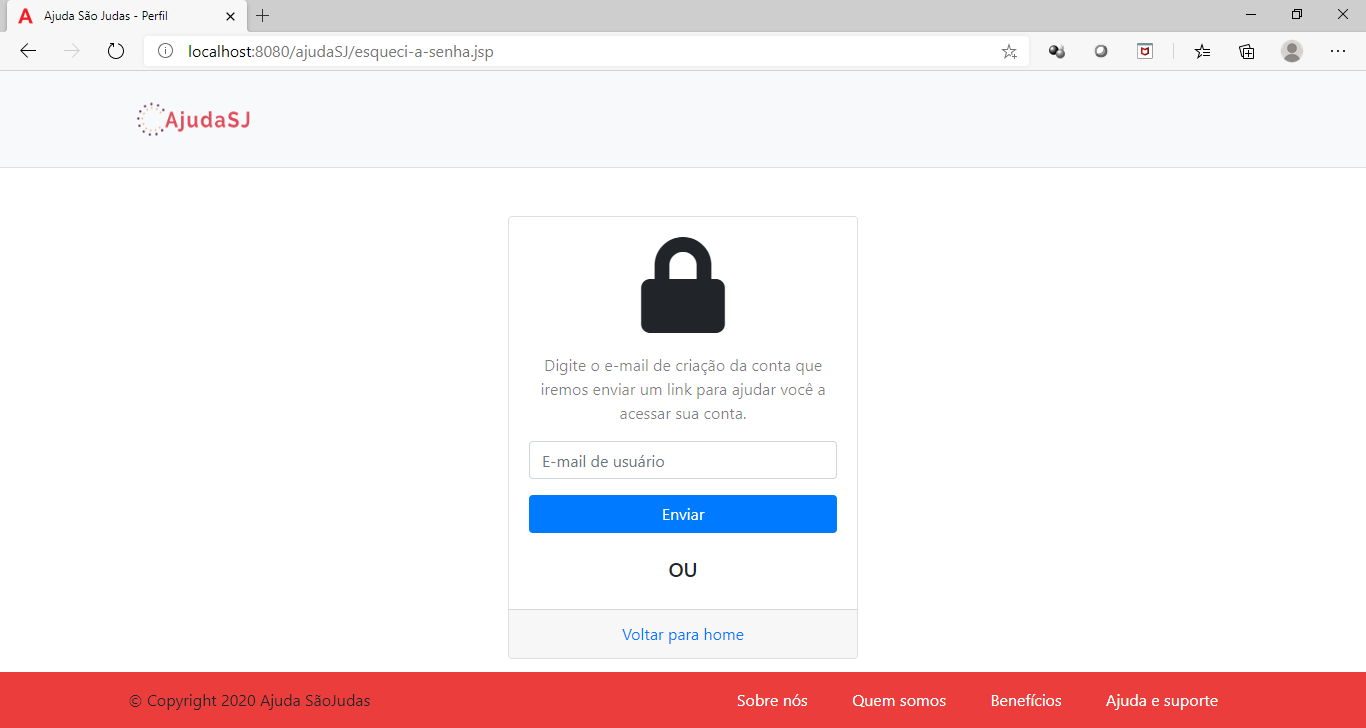 Ajuda São Judas - Perfil
localhost:8080/ajudaSJ/esqueci-a-senha.jsp
AjudaSJ
Digite o e-mail de criação da conta que
iremos enviar um link para ajudar você a
acessar sua conta.
E-mail de usuário
Enviar
OU
Voltar para home
© Copyright 2020 Ajuda SãoJudas
Sobre nós
Quem somos
Benefícios
Ajuda e suporte